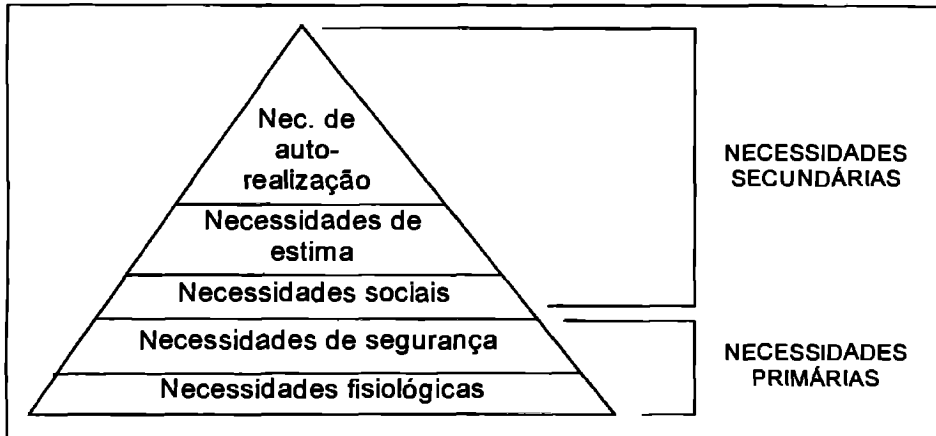 Nec. de
auto-
realização
Necessidades de
estima
Necessidades sociais
Necessidades de segurança
Necessidades fisiológicas
NECESSIDADES
SECUNDÁRIAS
NECESSIDADES
PRIMÁRIAS